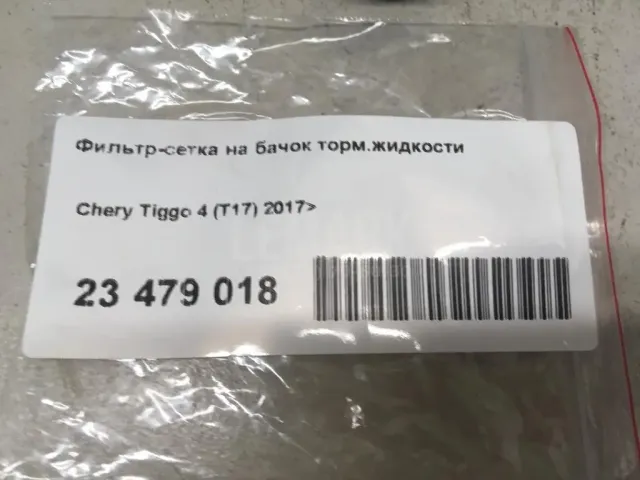 Фильтр-сетка на бачок торм.жидкости
Chery Tiggo 4 (T17) 2017>
23 479 018